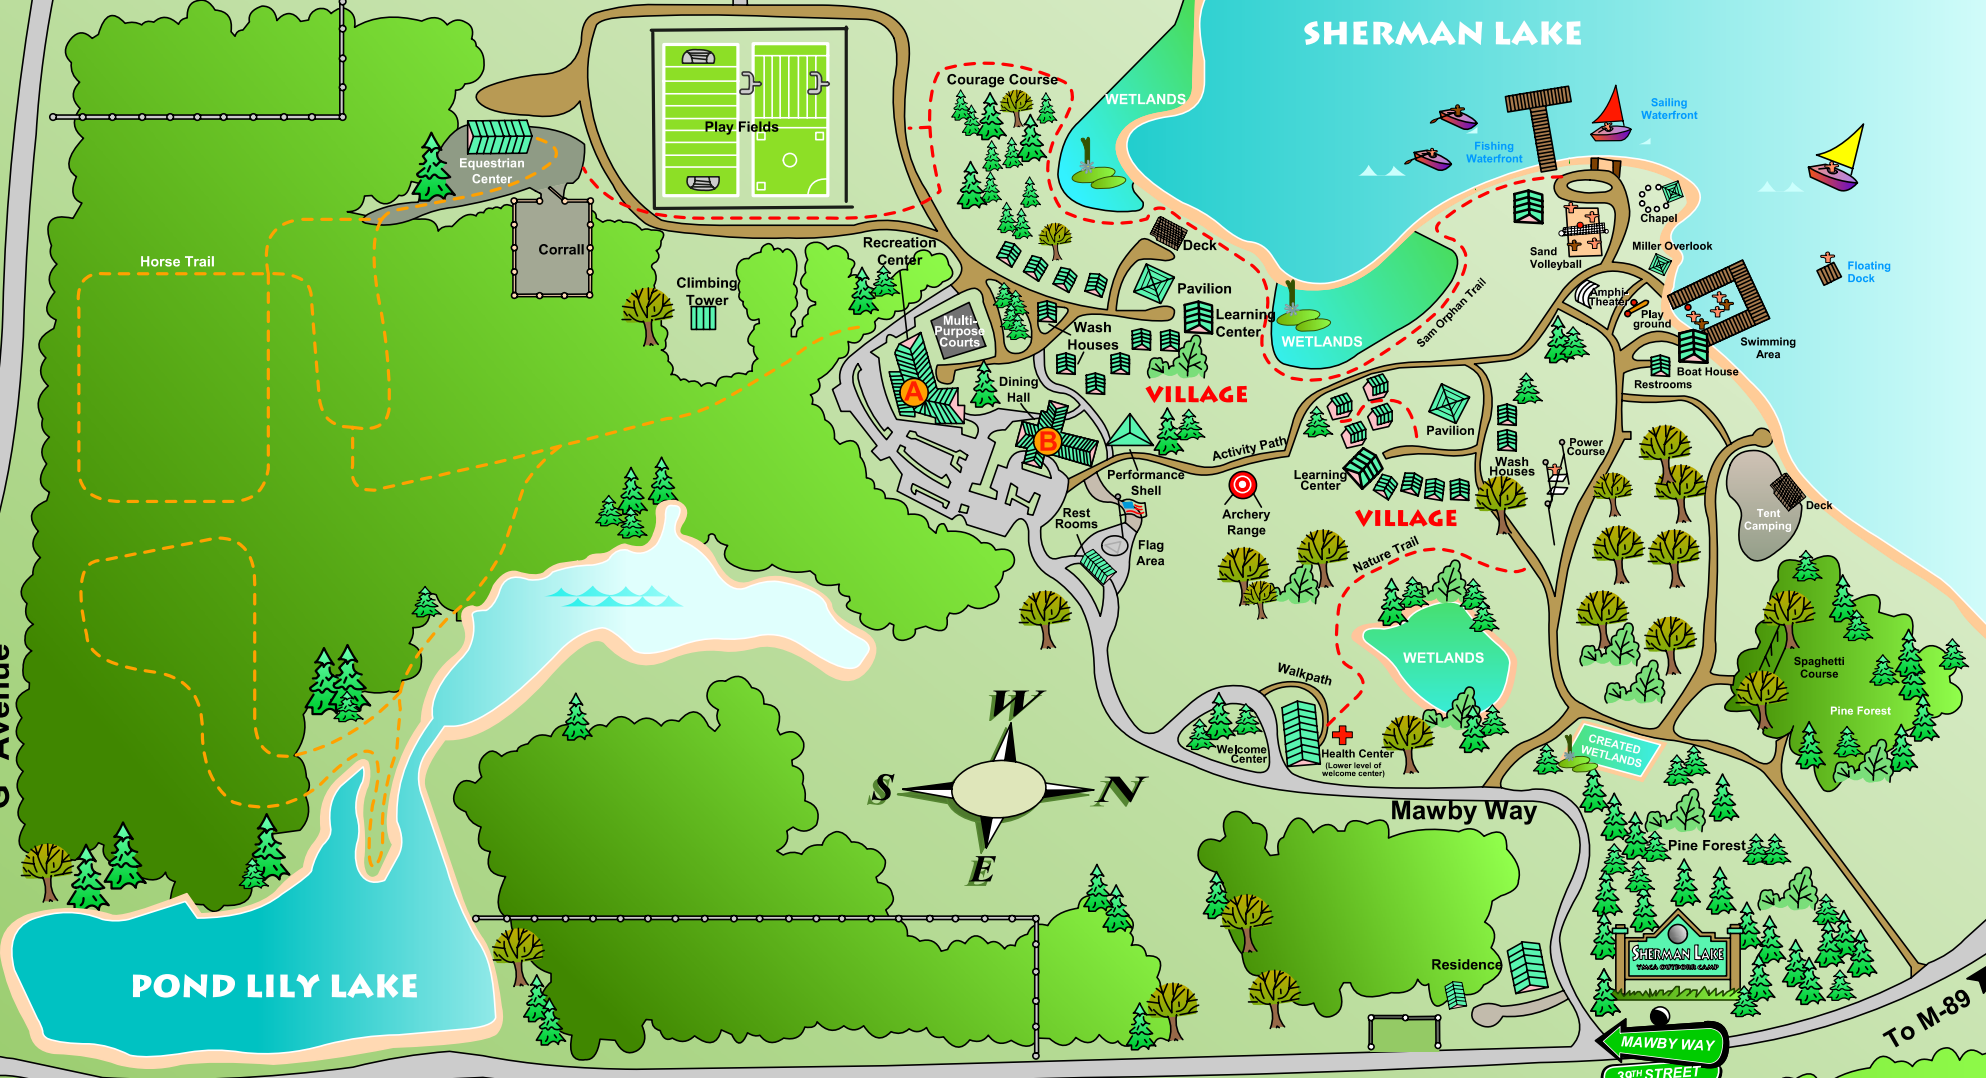 SHERMAN LAKE
Courage Course
WETLANDS
Sailing
Waterfront
Fishing
Waterfront
Play Fields
Equestrian
Center
Chapel
Corrall
Horse Trail
Recreation
Center
Deck
Sand
Volleyball
Miller Overlook
Floating
Dock
Climbing
Tower
Pavilion
Learning
Center
Amphi-
Theater
Play
ground
Sam Orphan Trail
Multi-
Purpose
Courts
Wash
Houses
WETLANDS
Swimming
Area
Boat House
Restrooms
Dining
Hall
A
VILLAGE
B
Pavilion
Activity Path
Power
Course
Performance
Shell
Learning
Center
Wash
Houses
Archery
Range
VILLAGE
Deck
Tent
Camping
Rest
Rooms
Flag
Area
Nature Trail
WETLANDS
Spaghetti
Course
Pine Forest
Walkpath
Welcome
Center
Health Center
(Lower level of
welcome center)
CREATED
WETLANDS
W
S
N
E
Mawby Way
Pine Forest
Avenue
POND LILY LAKE
Residence
SHERMAN LAKE
YMCA OUTDOOR CAMP
To M-89
MAWBY WAY
39TH STREET